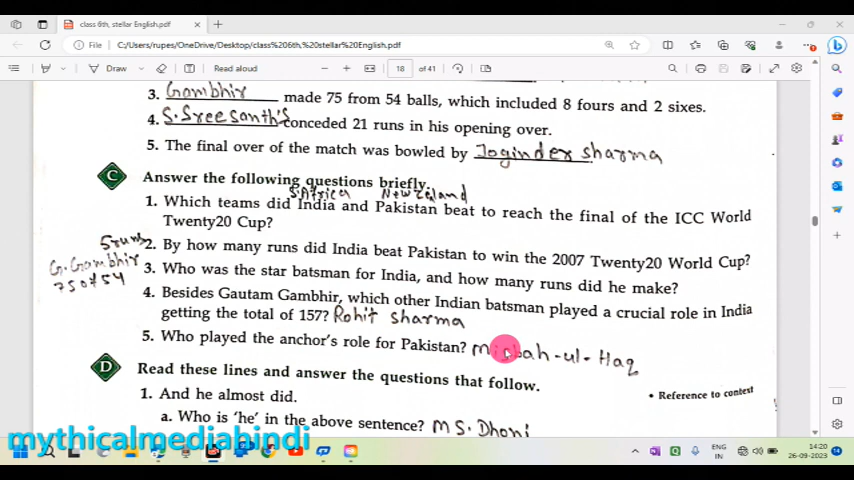 class 6th, stellar English.pdf
File C:/Users/rupes/OneDrive/Desktop/class%206th,%20stellar%20English.pdf
Draw Read aloud 18 of 41
3. Gambhir made 75 from 54 balls, which included 8 fours and 2 sixes.
4. S.Sreesanth's conceded 21 runs in his opening over.
5. The final over of the match was bowled by Joginder sharma
C Answer the following questions briefly.
S.Africa New Zealand
1. Which teams did India and Pakistan beat to reach the final of the ICC World
Twenty20 Cup?
5 runs
2. By how many runs did India beat Pakistan to win the 2007 Twenty20 World Cup?
G. Gambhir
75 of 54
3. Who was the star batsman for India, and how many runs did he make?
4. Besides Gautam Gambhir, which other Indian batsman played a crucial role in India
getting the total of 157? Rohit sharma
5. Who played the anchor's role for Pakistan? Misbah-ul-Haq
D Read these lines and answer the questions that follow.
• Reference to context
1. And he almost did.
a. Who is 'he' in the above sentence? MS. Dhoni
mythicalmediahindi
ENG
IN
14:20
26-09-2023